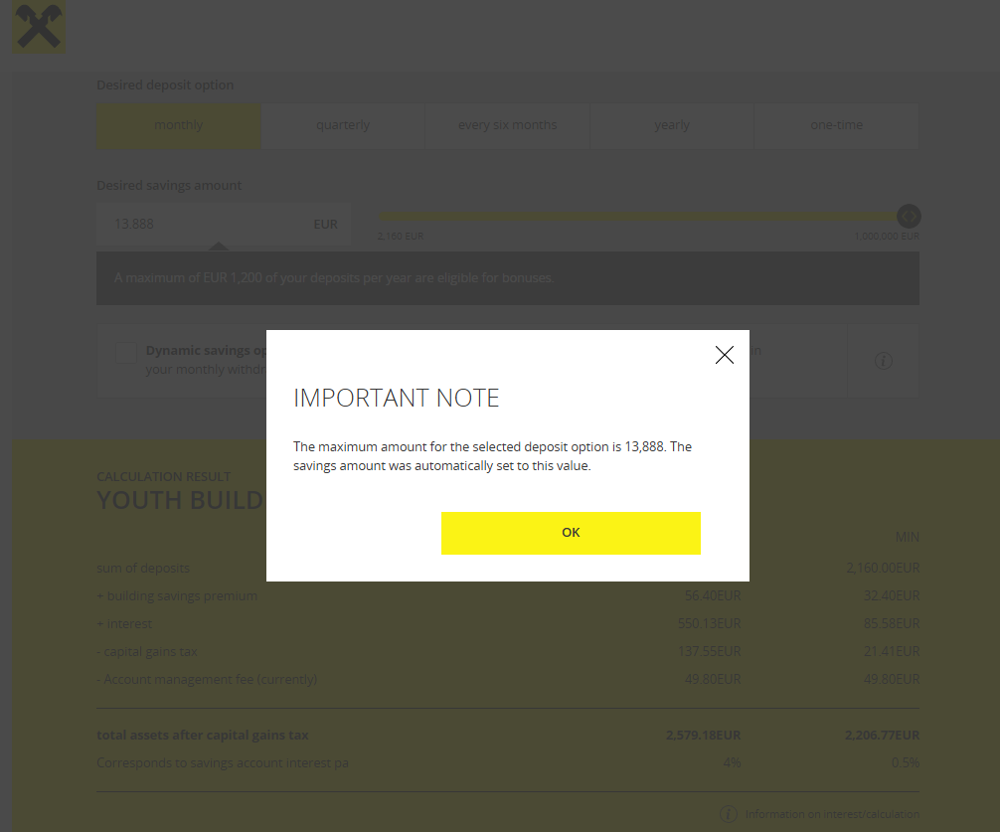 Desired deposit option
monthly quarterly every six months yearly one-time
Desired savings amount
13.888 EUR
2,160 EUR 1,000,000 EUR
A maximum of EUR 1,200 of your deposits per year are eligible for bonuses.
Dynamic savings op in
your monthly withdr
IMPORTANT NOTE
The maximum amount for the selected deposit option is 13,888. The
savings amount was automatically set to this value.
OK
CALCULATION RESULT
YOUTH BUILD
MIN
sum of deposits 2,160.00EUR
+ building savings premium 56.40EUR 32.40EUR
+ interest 550.13EUR 85.58EUR
- capital gains tax 137.55EUR 21.41EUR
- Account management fee (currently) 49.80EUR 49.80EUR
total assets after capital gains tax 2,579.18EUR 2,206.77EUR
Corresponds to savings account interest pa 4% 0.5%
i Information on interest/calculation